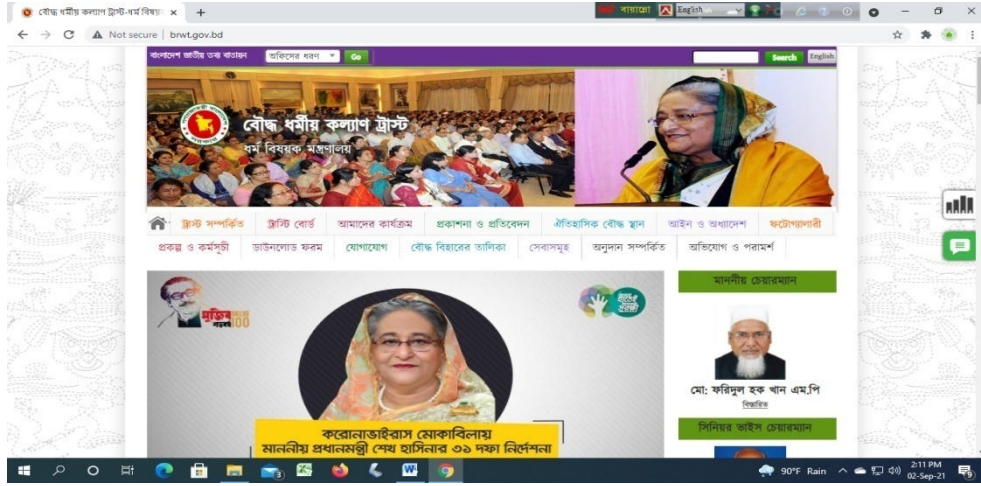 বৌদ্ধ ধর্মীয় কল্যাণ ট্রাস্ট-ধর্ম বিষয়
বায়ান্নো English
Not secure | brwt.gov.bd
বাংলাদেশ জাতীয় তথ্য বাতায়ন অফিসের ধরণ Go Search English
বৌদ্ধ ধর্মীয় কল্যাণ ট্রাস্ট
ধর্ম বিষয়ক মন্ত্রণালয়
ট্রাস্ট সম্পর্কিত ট্রাস্টি বোর্ড আমাদের কার্যক্রম প্রকাশনা ও প্রতিবেদন ঐতিহাসিক বৌদ্ধ স্থান আইন ও অধ্যাদেশ ফটোগ্যালারী
প্রকল্প ও কর্মসূচী ডাউনলোড ফরম যোগাযোগ বৌদ্ধ বিহারের তালিকা সেবাসমূহ অনুদান সম্পর্কিত অভিযোগ ও পরামর্শ
মাননীয় চেয়ারম্যান
মুজিব
শতবর্ষ 100
মো: ফরিদুল হক খান এম.পি
বিস্তারিত
করোনাভাইরাস মোকাবিলায়
মাননীয় প্রধানমন্ত্রী শেখ হাসিনার ৩১ দফা নির্দেশনা
সিনিয়র ভাইস চেয়ারম্যান
90°F Rain 2:11 PM
02-Sep-21